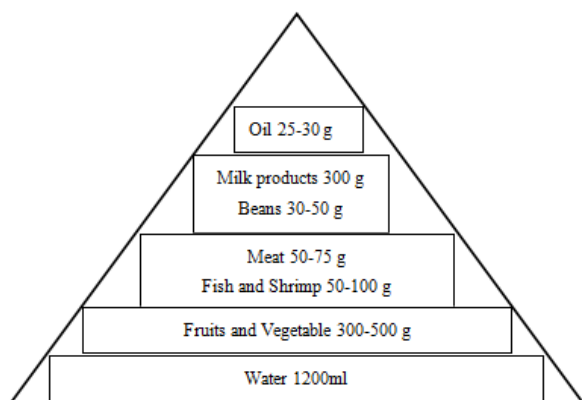 Oil 25-30 g
Milk products 300 g
Beans 30-50 g
Meat 50-75 g
Fish and Shrimp 50-100 g
Fruits and Vegetable 300-500 g
Water 1200ml